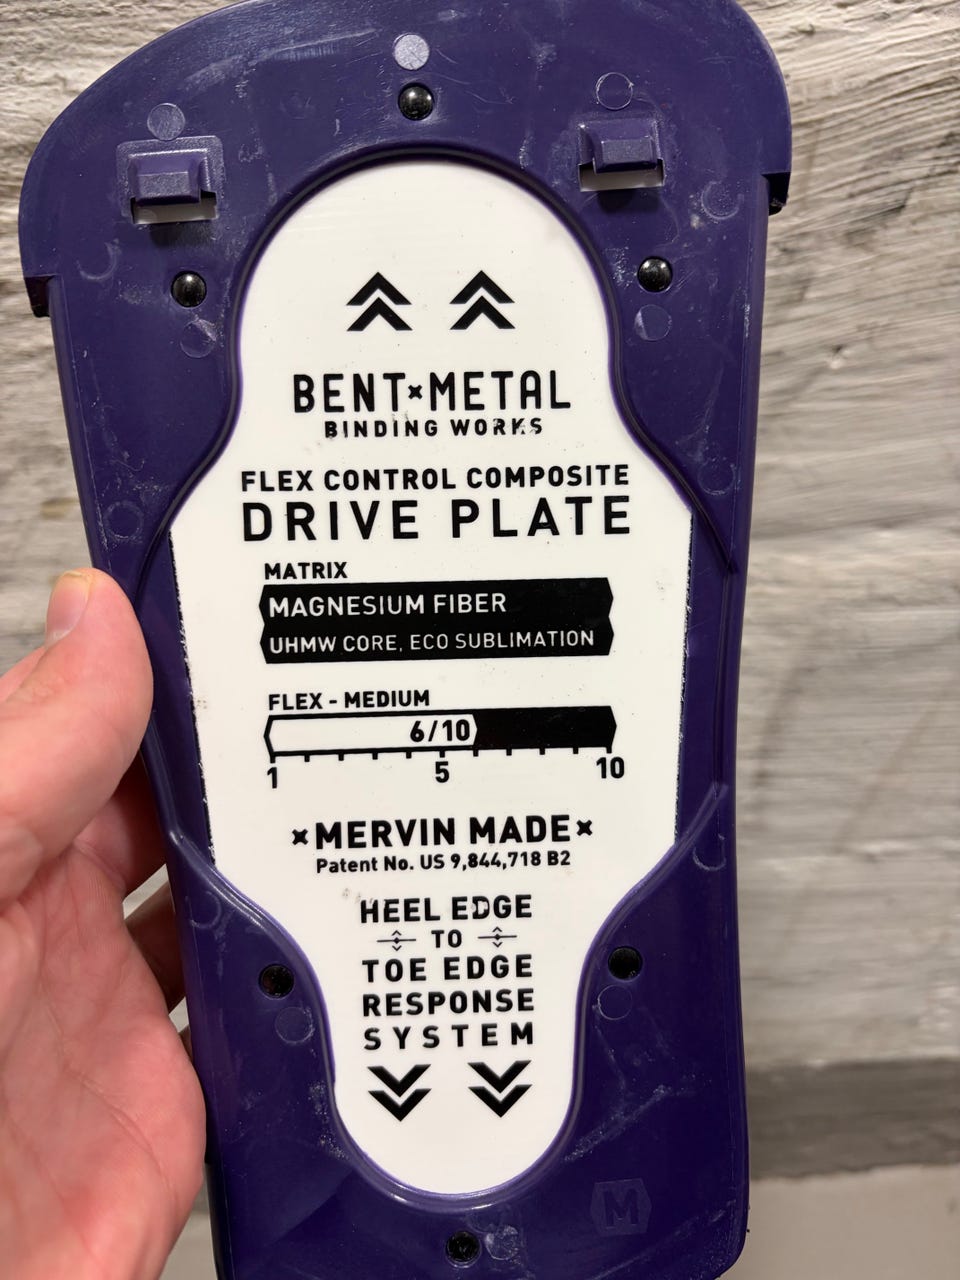 BENT×METAL
BINDING WORKS
FLEX CONTROL COMPOSITE
DRIVE PLATE
MATRIX
MAGNESIUM FIBER
UHMW CORE, ECO SUBLIMATION
FLEX - MEDIUM
6/10
1 5 10
×MERVIN MADE×
Patent No. US 9,844,718 B2
HEEL EDGE
TO
TOE EDGE
RESPONSE
SYSTEM
M